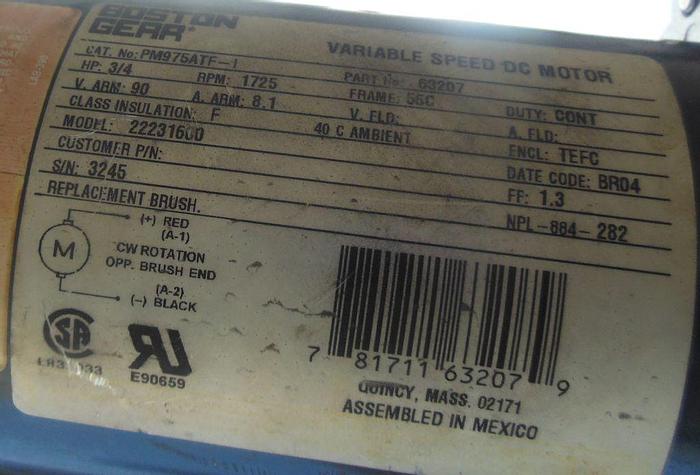 BOSTON
GEAR®
VARIABLE SPEED DC MOTOR
CAT. No: PM975ATF-1 PART No: 63207
HP: 3/4 RPM: 1725 FRAME: 56C DUTY: CONT
V. ARM: 90 A. ARM: 8.1 V. FLD: A. FLD:
CLASS INSULATION: F 40 C AMBIENT ENCL: TEFC
MODEL: 22231600 DATE CODE: BR04
CUSTOMER P/N: FF: 1.3
S/N: 3245 NPL-884-282
REPLACEMENT BRUSH.
(+) RED
(A-1)
M
CW ROTATION
OPP. BRUSH END
(A-2)
(-) BLACK
SA
RU
E90659
7 81711 63207 9
QUINCY, MASS. 02171
ASSEMBLED IN MEXICO